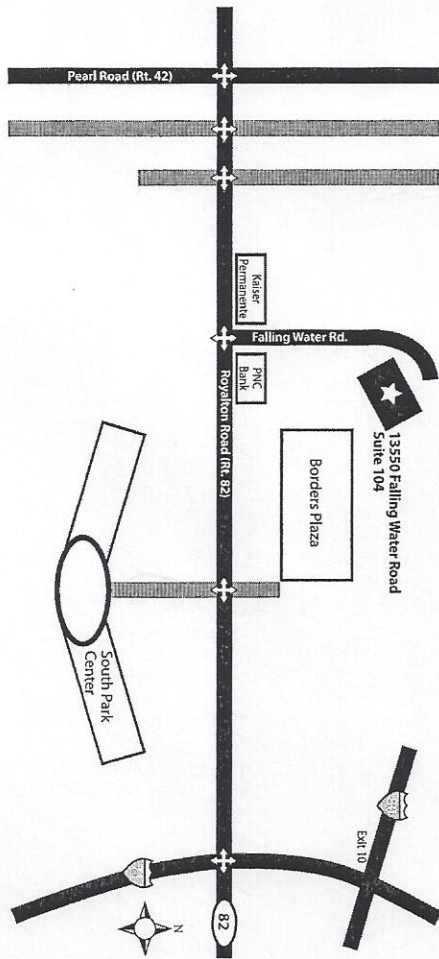 Pearl Road (Rt. 42)
Kaiser
Permanente
Falling Water Rd.
PNC
Bank
Royalton Road (Rt. 82)
13550 Falling Water Road
Suite 104
Borders Plaza
South Park
Center
Exit 10
N
82